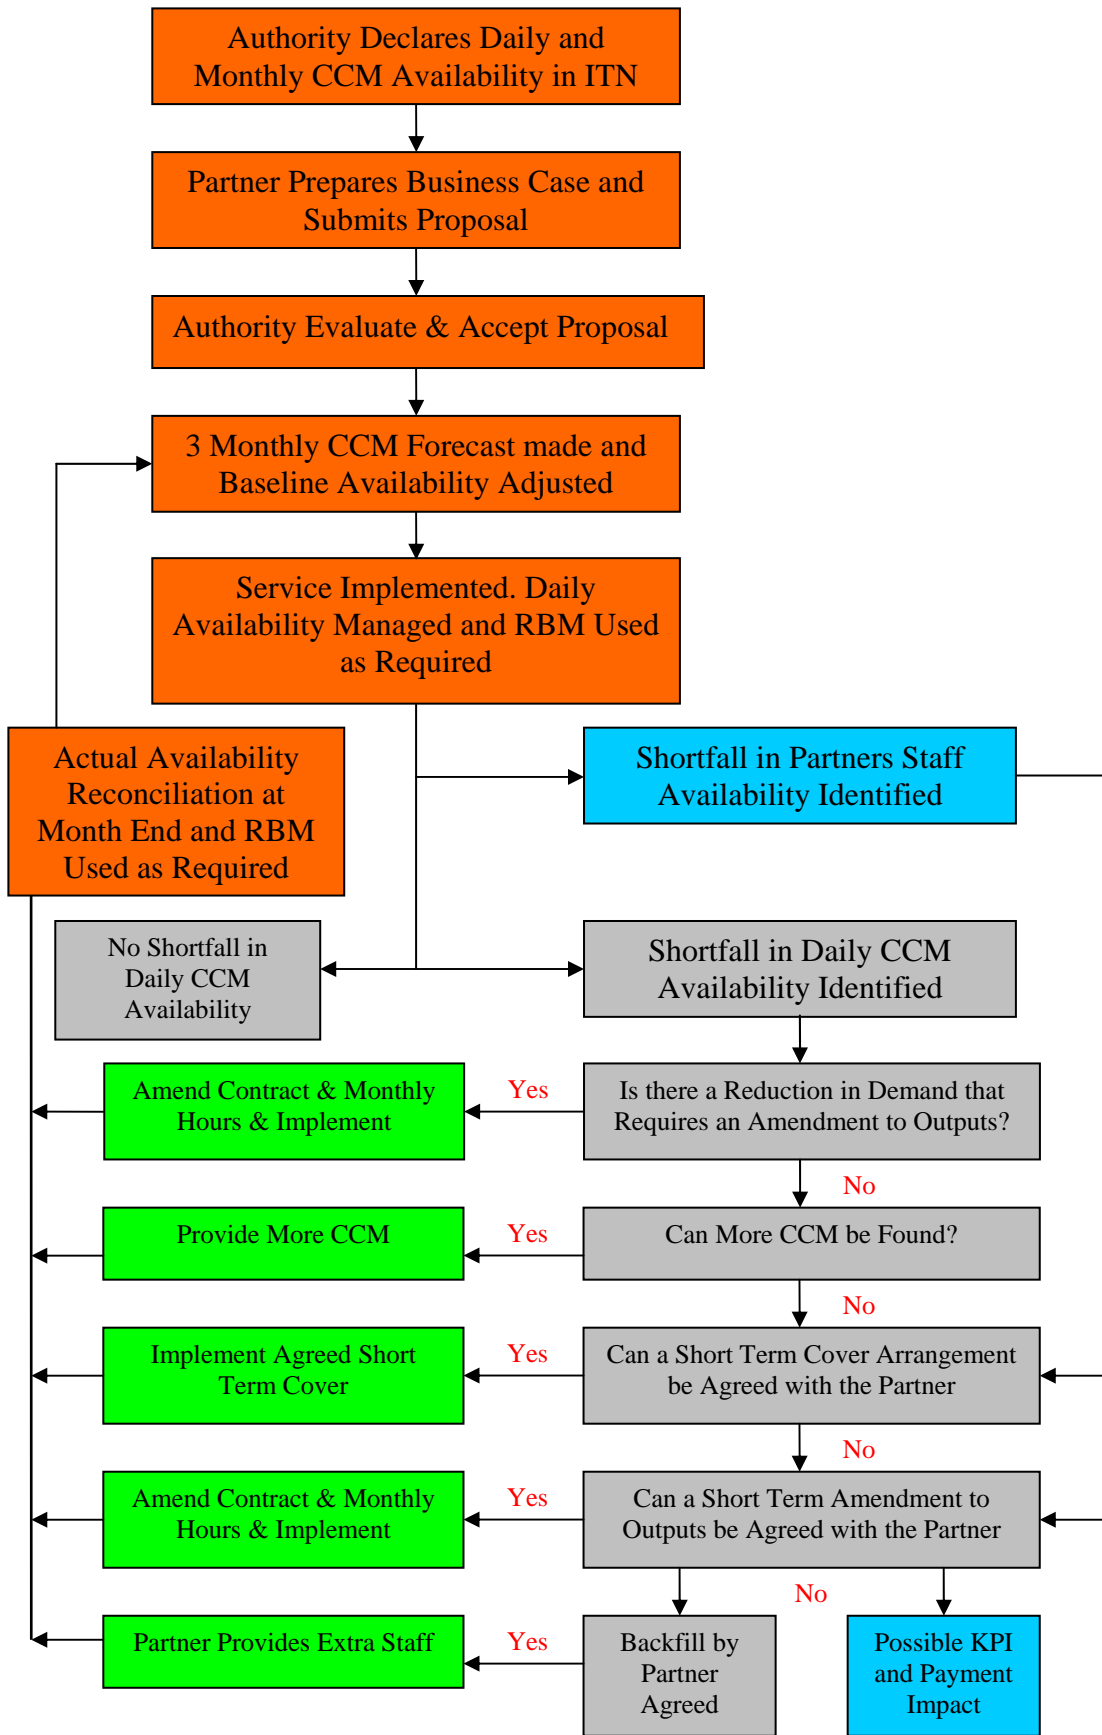 Authority Declares Daily and
Monthly CCM Availability in ITN
Partner Prepares Business Case and
Submits Proposal
Authority Evaluate & Accept Proposal
3 Monthly CCM Forecast made and
Baseline Availability Adjusted
Service Implemented. Daily
Availability Managed and RBM Used
as Required
Actual Availability
Reconciliation at
Month End and RBM
Used as Required
Shortfall in Partners Staff
Availability Identified
No Shortfall in
Daily CCM
Availability
Shortfall in Daily CCM
Availability Identified
Amend Contract & Monthly
Hours & Implement
Yes
Is there a Reduction in Demand that
Requires an Amendment to Outputs?
No
Provide More CCM
Yes
Can More CCM be Found?
No
Implement Agreed Short
Term Cover
Yes
Can a Short Term Cover Arrangement
be Agreed with the Partner
No
Amend Contract & Monthly
Hours & Implement
Yes
Can a Short Term Amendment to
Outputs be Agreed with the Partner
No
Partner Provides Extra Staff
Yes
Backfill by
Partner
Agreed
Possible KPI
and Payment
Impact